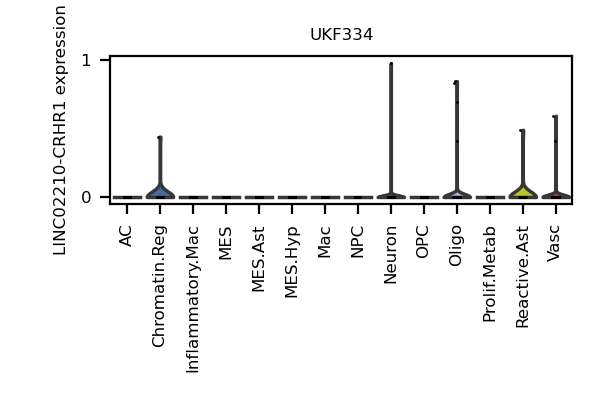 UKF334
LINC02210-CRHR1 expression
1
0
AC
Chromatin.Reg
Inflammatory.Mac
MES
MES.Ast
MES.Hyp
Mac
NPC
Neuron
OPC
Oligo
Prolif.Metab
Reactive.Ast
Vasc